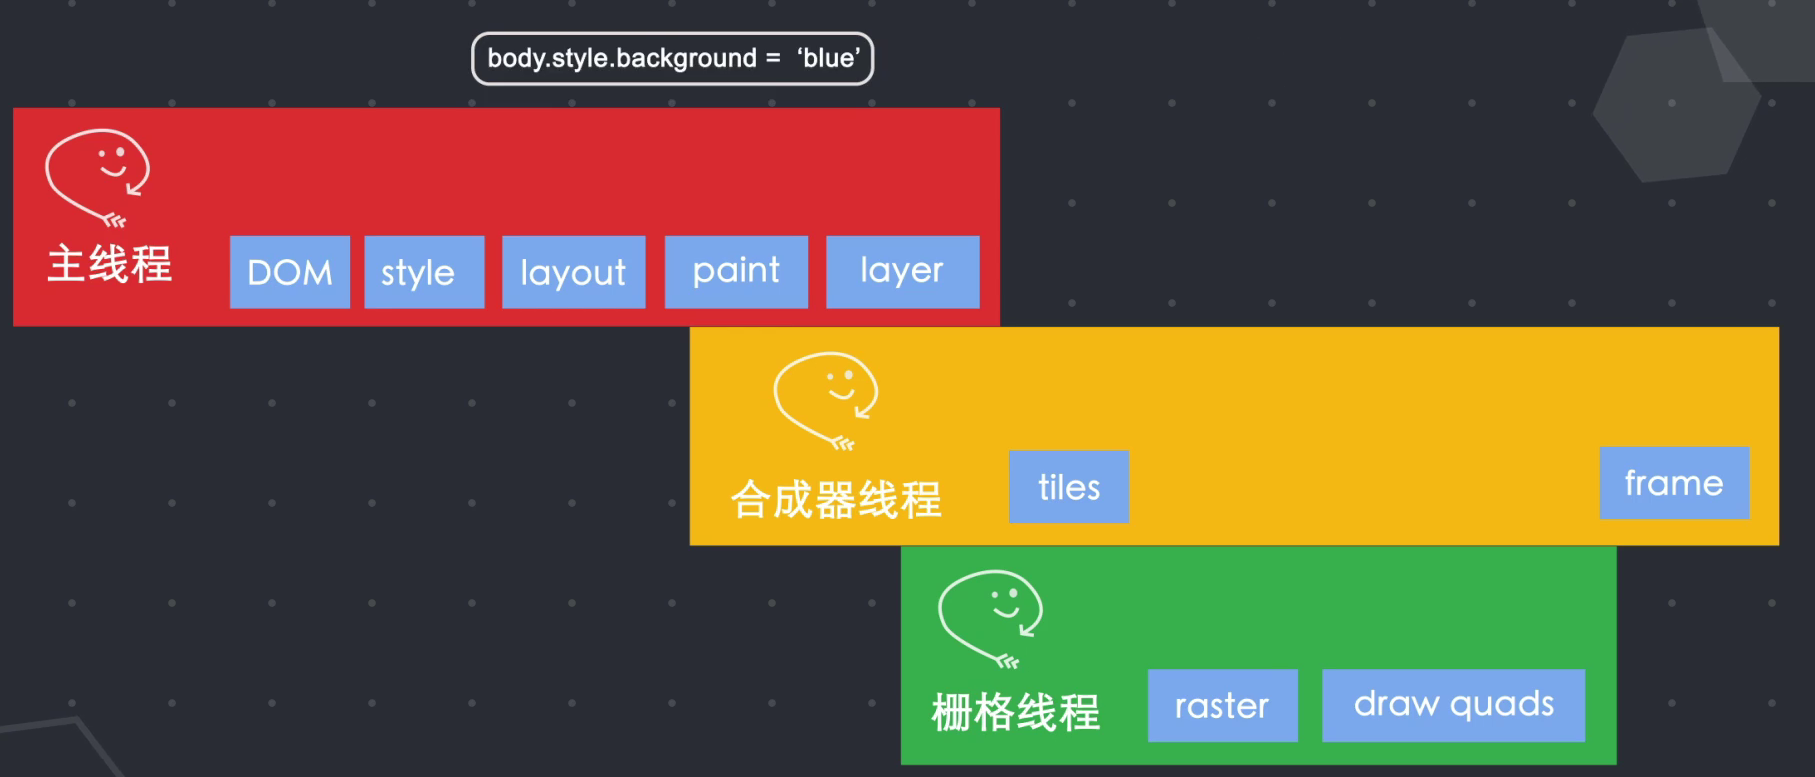 body.style.background = ‘blue’
主线程
DOM
style
layout
paint
layer
合成器线程
tiles
frame
栅格线程
raster
draw quads